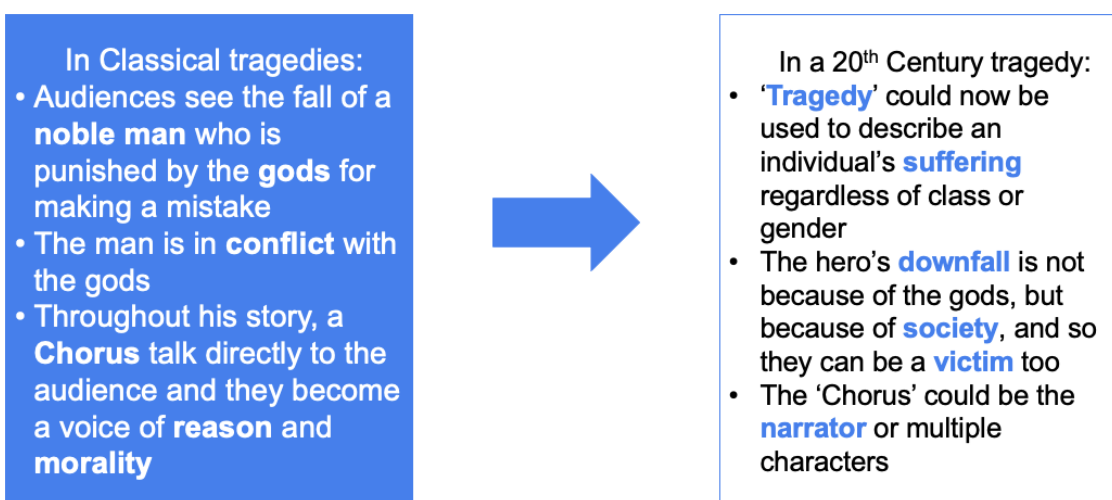 In Classical tragedies:
• Audiences see the fall of a
noble man who is
punished by the gods for
making a mistake
• The man is in conflict with
the gods
• Throughout his story, a
Chorus talk directly to the
audience and they become
a voice of reason and
morality
In a 20th Century tragedy:
• ‘Tragedy’ could now be
used to describe an
individual’s suffering
regardless of class or
gender
• The hero’s downfall is not
because of the gods, but
because of society, and so
they can be a victim too
• The ‘Chorus’ could be the
narrator or multiple
characters